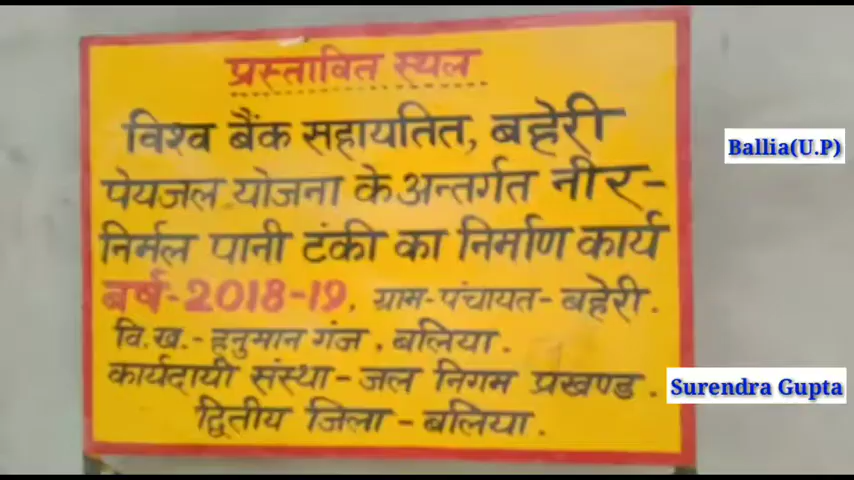 प्रस्तावित स्थल
विश्व बैंक सहायतित, बहेरी
पेयजल योजना के अन्तर्गत नीर-
निर्मल पानी टंकी का निर्माण कार्य
बर्ष-2018-19, ग्राम-पंचायत-बहेरी.
वि.ख.-हनुमान गंज, बलिया.
कार्यदायी संस्था-जल निगम प्रखण्ड.
द्वितीय जिला-बलिया.
Ballia(U.P)
Surendra Gupta